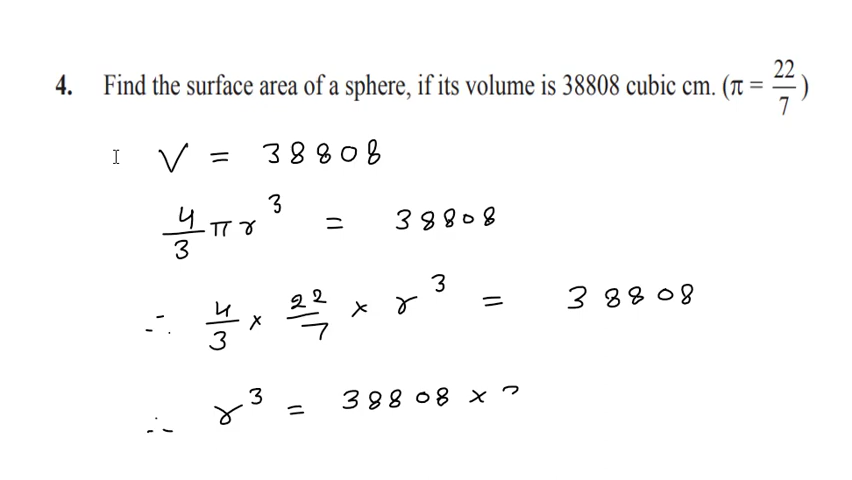 4. Find the surface area of a sphere, if its volume is 38808 cubic cm. (π = 22/7)
V = 38808
4/3 πr³ = 38808
∴ 4/3 × 22/7 × r³ = 38808
∴ r³ = 38808 ×